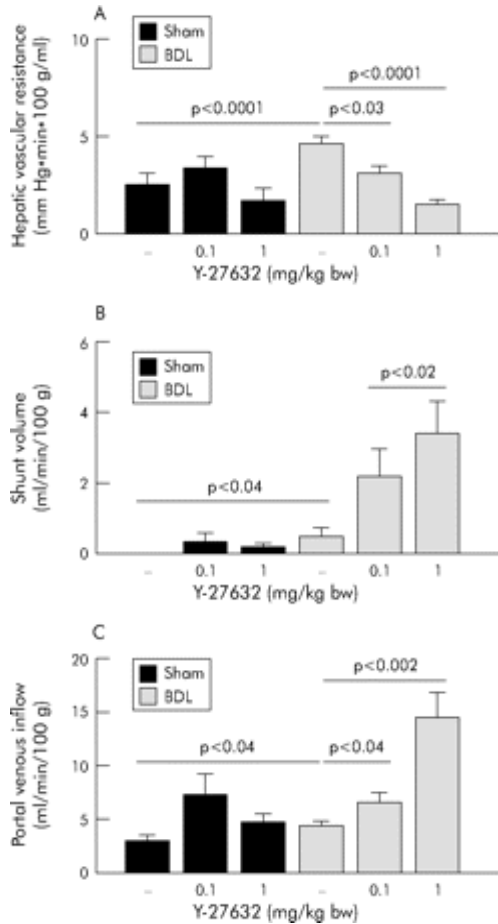 A
Hepatic vascular resistance
(mm Hg•min•100 g/ml)
10
5
0
Sham
BDL
p<0.0001
p<0.0001
p<0.03
– 0.1 1 – 0.1 1
Y-27632 (mg/kg bw)
B
Shunt volume
(ml/min/100 g)
6
4
2
0
Sham
BDL
p<0.02
p<0.04
– 0.1 1 – 0.1 1
Y-27632 (mg/kg bw)
C
Portal venous inflow
(ml/min/100 g)
20
15
10
5
0
Sham
BDL
p<0.002
p<0.04
p<0.04
– 0.1 1 – 0.1 1
Y-27632 (mg/kg bw)